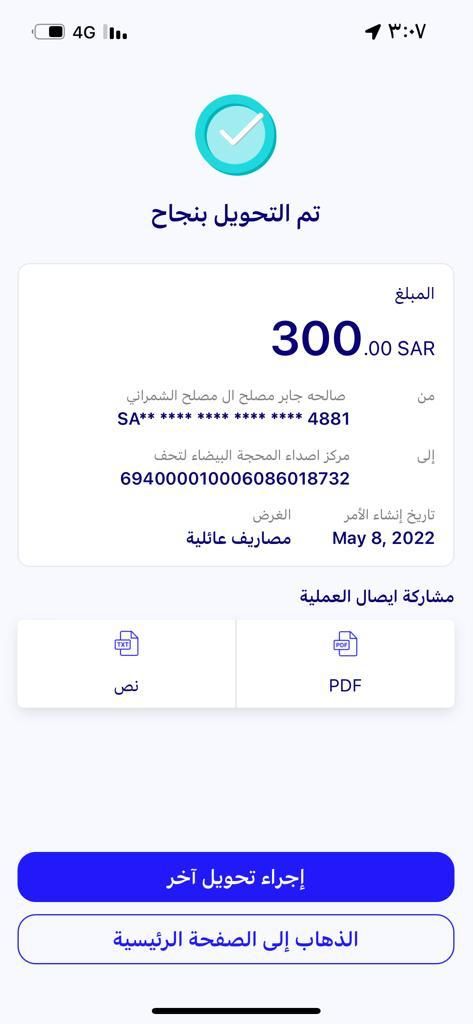 ٣:٠٧
4G
تم التحويل بنجاح
المبلغ
300.00 SAR
من
صالحه جابر مصلح ال مصلح الشمراني
SA** **** **** **** **** 4881
إلى
مركز اصداء المحجة البيضاء لتحف
694000010006086018732
تاريخ إنشاء الأمر
May 8, 2022
الغرض
مصاريف عائلية
مشاركة ايصال العملية
PDF
PDF
TXT
نص
إجراء تحويل آخر
الذهاب إلى الصفحة الرئيسية